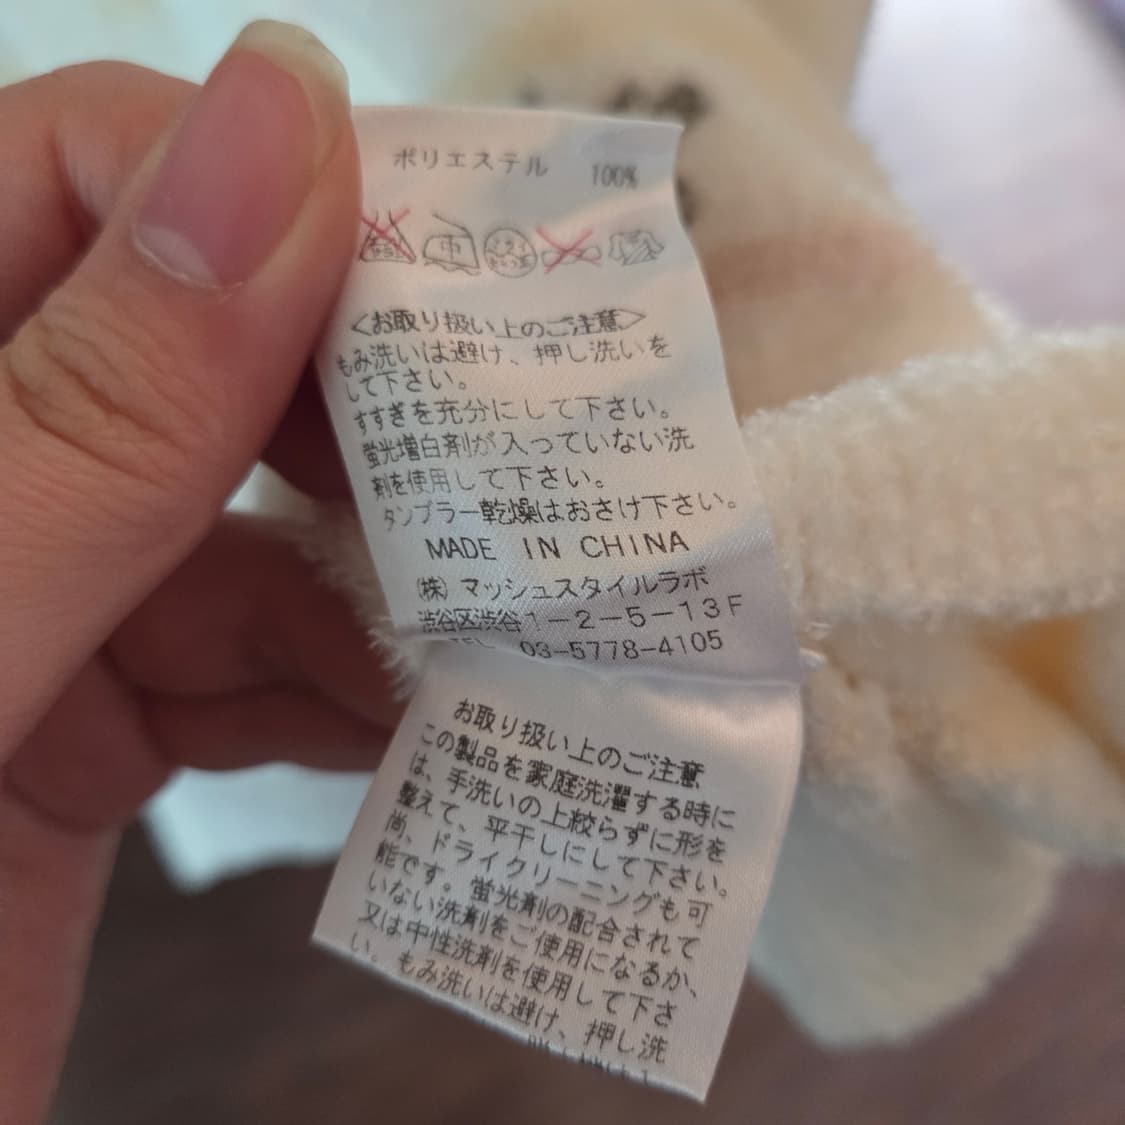 ポリエステル 100%
中
<お取り扱い上のご注意>
もみ洗いは避け、押し洗いを
して下さい。
すすぎを充分にして下さい。
蛍光増白剤が入っていない洗
剤を使用して下さい。
タンブラー乾燥はおさけ下さい。
MADE IN CHINA
(株)マッシュスタイルラボ
渋谷区渋谷1-2-5-13F
TEL 03-5778-4105
お取り扱い上のご注意
この製品を家庭洗濯する時に
は、手洗いの上絞らずに形を
整えて、平干しにして下さい。
尚、ドライクリーニングも可
能です。蛍光剤の配合されて
いない洗剤をご使用になるか、
又は中性洗剤を使用して下さ
い。もみ洗いは避け、押し洗